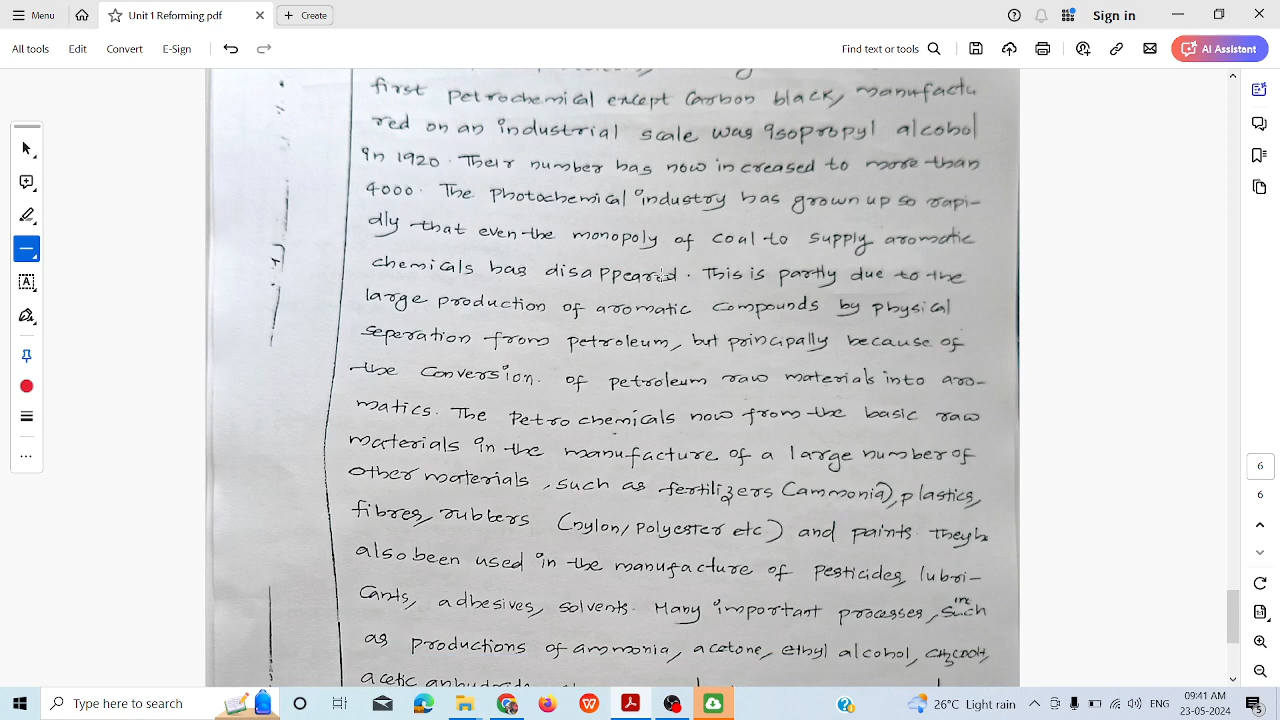 Menu
Unit 1 Reforming.pdf
Create
Sign in
All tools Edit Convert E-Sign
Find text or tools
AI Assistant
first petrochemical except carbon black, manufactu
red on an industrial scale was isopropyl alcohol
in 1920. Their number has now increased to more than
4000. The Photochemical industry has grown up so rapi-
dly that even the monopoly of coal to supply aromatic
chemicals has disappeared. This is partly due to the
large production of aromatic compounds by physical
seperation from petroleum, but principally because of
the conversion of petroleum raw materials into aro-
matics. The Petrochemicals now from the basic raw
materials in the manufacture of a large number of
other materials, such as fertilizers (ammonia), plastics,
fibres, rubbers (nylon, polyester etc.) and paints. They
also been used in the manufacture of pesticides, lubri-
cants, adhesives, solvents. Many important processes, such
as productions of ammonia, acetone, ethyl alcohol, CH3COOH,
acetic
6
6
Type here to search
26°C Light rain
ENG
09:41 AM
23-05-2024
5